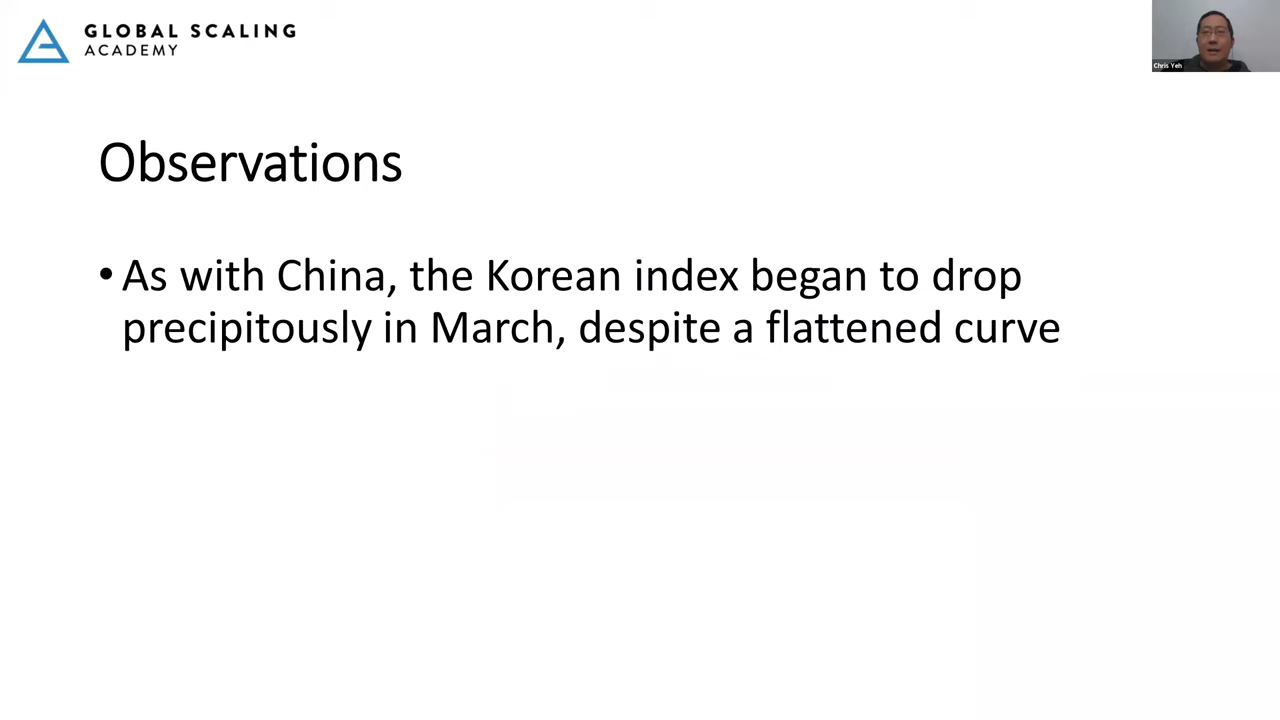 GLOBAL SCALING
ACADEMY
Chris Yeh
Observations
• As with China, the Korean index began to drop
precipitously in March, despite a flattened curve